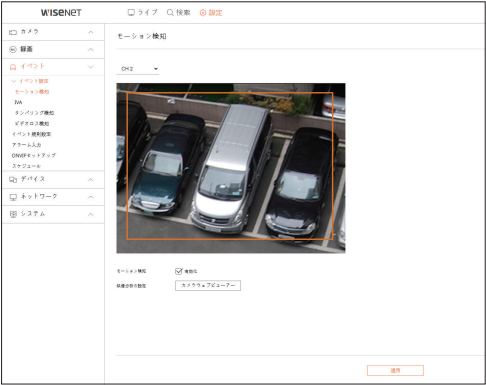 WISENET
ライブ 検索 設定
カメラ
録画
イベント
イベント設定
モーション検知
IVA
タンパリング検知
ビデオロス検知
イベント規則設定
アラーム入力
ONVIFセットアップ
スケジュール
デバイス
ネットワーク
システム
モーション検知
CH 2
モーション検知 有効化
映像分析の設定 カメラウェブビューアー
適用